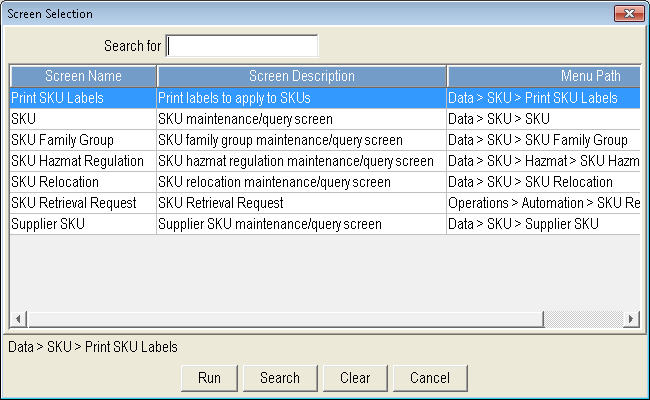 Screen Selection
Search for
Screen Name Screen Description Menu Path
Print SKU Labels Print labels to apply to SKUs Data > SKU > Print SKU Labels
SKU SKU maintenance/query screen Data > SKU > SKU
SKU Family Group SKU family group maintenance/query screen Data > SKU > SKU Family Group
SKU Hazmat Regulation SKU hazmat regulation maintenance/query screen Data > SKU > Hazmat > SKU Hazm
SKU Relocation SKU relocation maintenance/query screen Data > SKU > SKU Relocation
SKU Retrieval Request SKU Retrieval Request Operations > Automation > SKU Re
Supplier SKU Supplier SKU maintenance/query screen Data > SKU > Supplier SKU
Data > SKU > Print SKU Labels
Run Search Clear Cancel